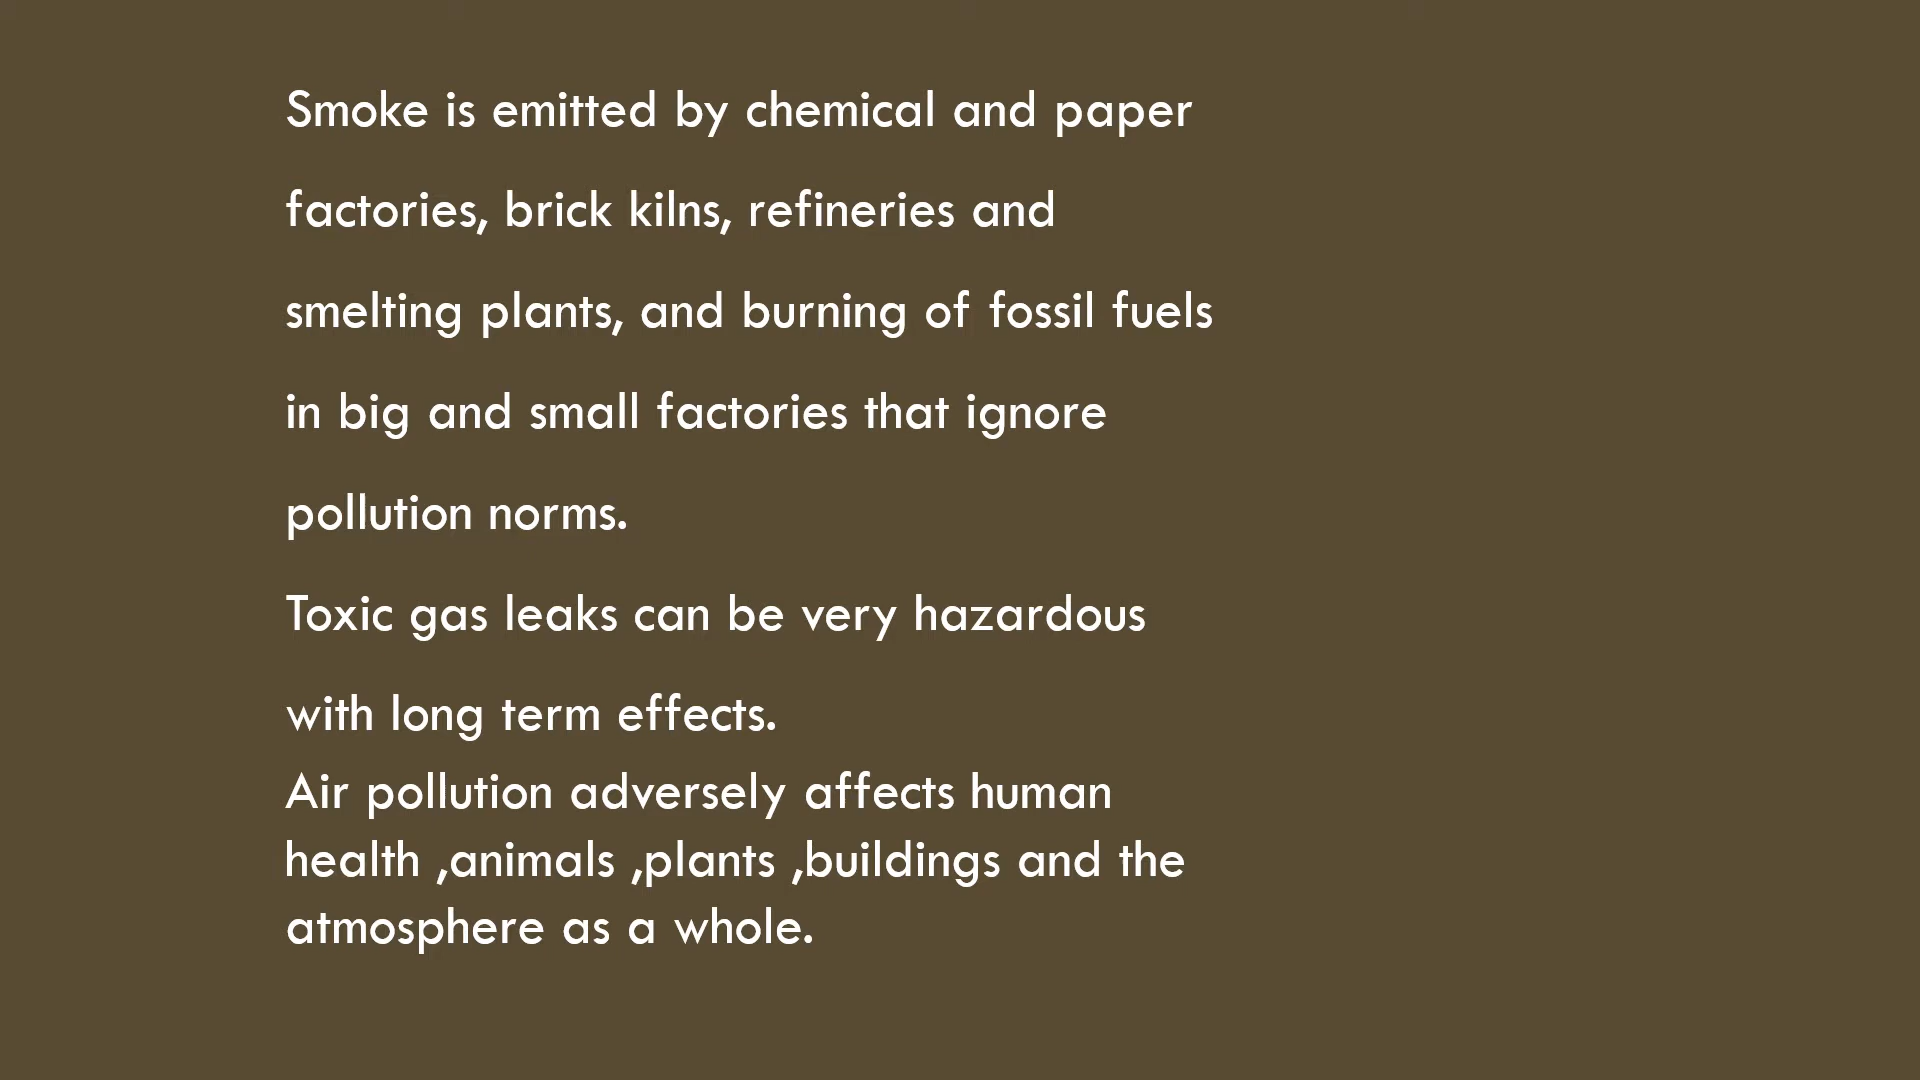 Smoke is emitted by chemical and paper
factories, brick kilns, refineries and
smelting plants, and burning of fossil fuels
in big and small factories that ignore
pollution norms.
Toxic gas leaks can be very hazardous
with long term effects.
Air pollution adversely affects human
health ,animals ,plants ,buildings and the
atmosphere as a whole.